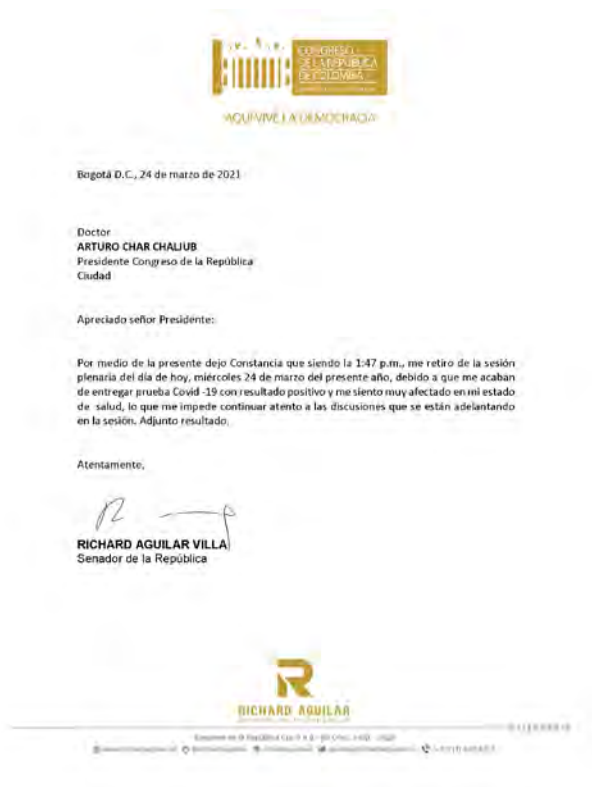 CONGRESO
DE LA REPÚBLICA
DE COLOMBIA
AQUÍ VIVE LA DEMOCRACIA
Bogotá D.C., 24 de marzo de 2021
Doctor
ARTURO CHAR CHALJUB
Presidente Congreso de la República
Ciudad
Apreciado señor Presidente:
Por medio de la presente dejo Constancia que siendo la 1:47 p.m., me retiro de la sesión
plenaria del día de hoy, miércoles 24 de marzo del presente año, debido a que me acaban
de entregar prueba Covid -19 con resultado positivo y me siento muy afectado en mi estado
de salud, lo que me impede continuar atento a las discusiones que se están adelantando
en la sesión. Adjunto resultado.
Atentamente,
RICHARD AGUILAR VILLA
Senador de la República
R
RICHARD AGUILAR